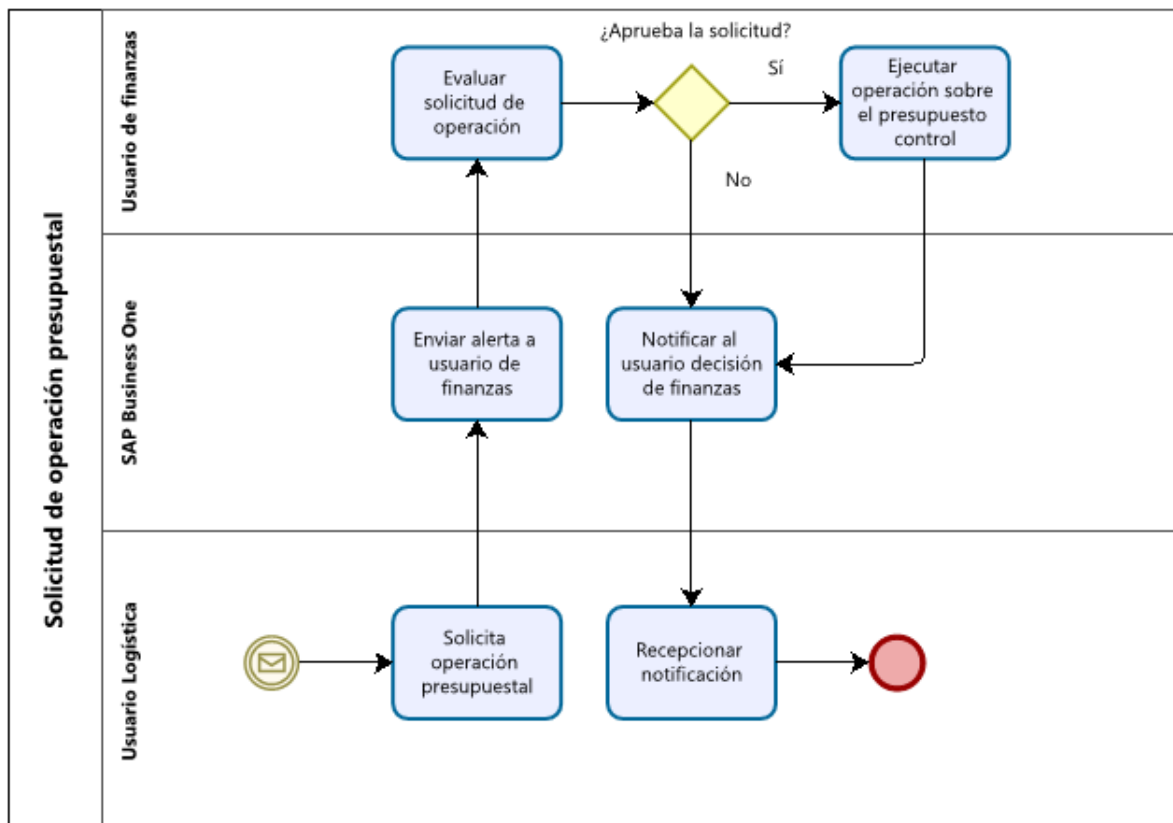 Solicitud de operación presupuestal
Usuario de finanzas
Evaluar
solicitud de
operación
¿Aprueba la solicitud?
Sí
No
Ejecutar
operación sobre
el presupuesto
control
SAP Business One
Enviar alerta a
usuario de
finanzas
Notificar al
usuario decisión
de finanzas
Usuario Logística
Solicita
operación
presupuestal
Recepcionar
notificación